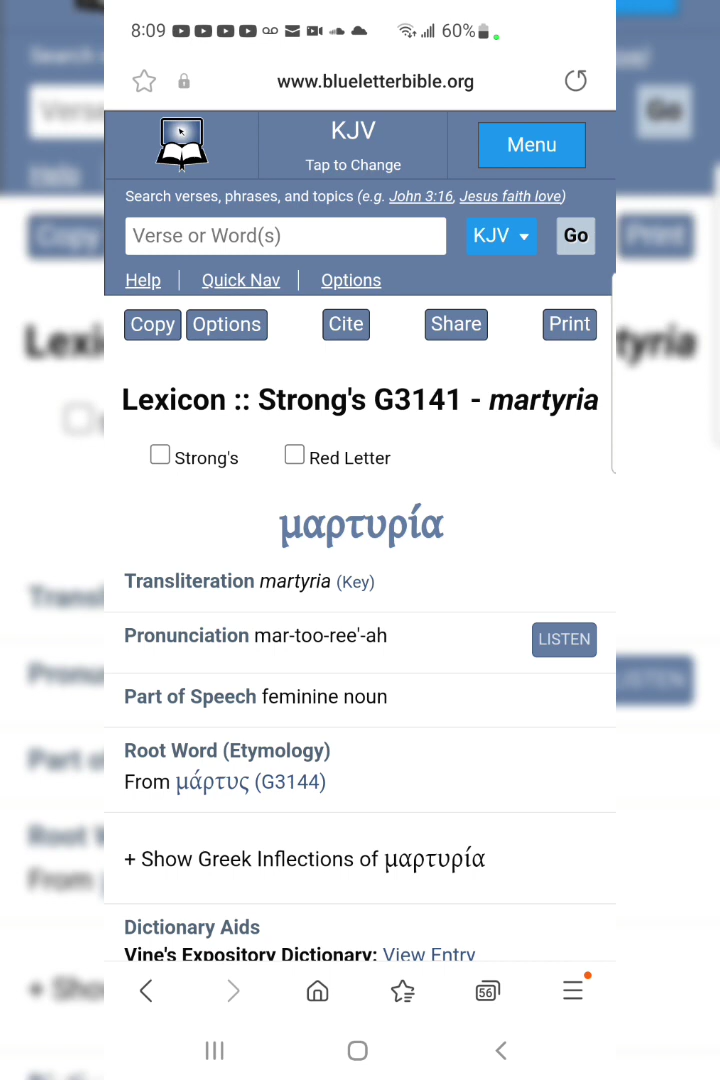 8:09 60%
www.blueletterbible.org
KJV
Tap to Change
Menu
Search verses, phrases, and topics (e.g. John 3:16, Jesus faith love)
Verse or Word(s) KJV Go
Help Quick Nav Options
Copy Options Cite Share Print
Lexicon :: Strong's G3141 - martyria
Strong's Red Letter
μαρτυρία
Transliteration martyria (Key)
Pronunciation mar-too-ree'-ah LISTEN
Part of Speech feminine noun
Root Word (Etymology)
From μάρτυς (G3144)
+ Show Greek Inflections of μαρτυρία
Dictionary Aids
Vine's Expository Dictionary: View Entry
56